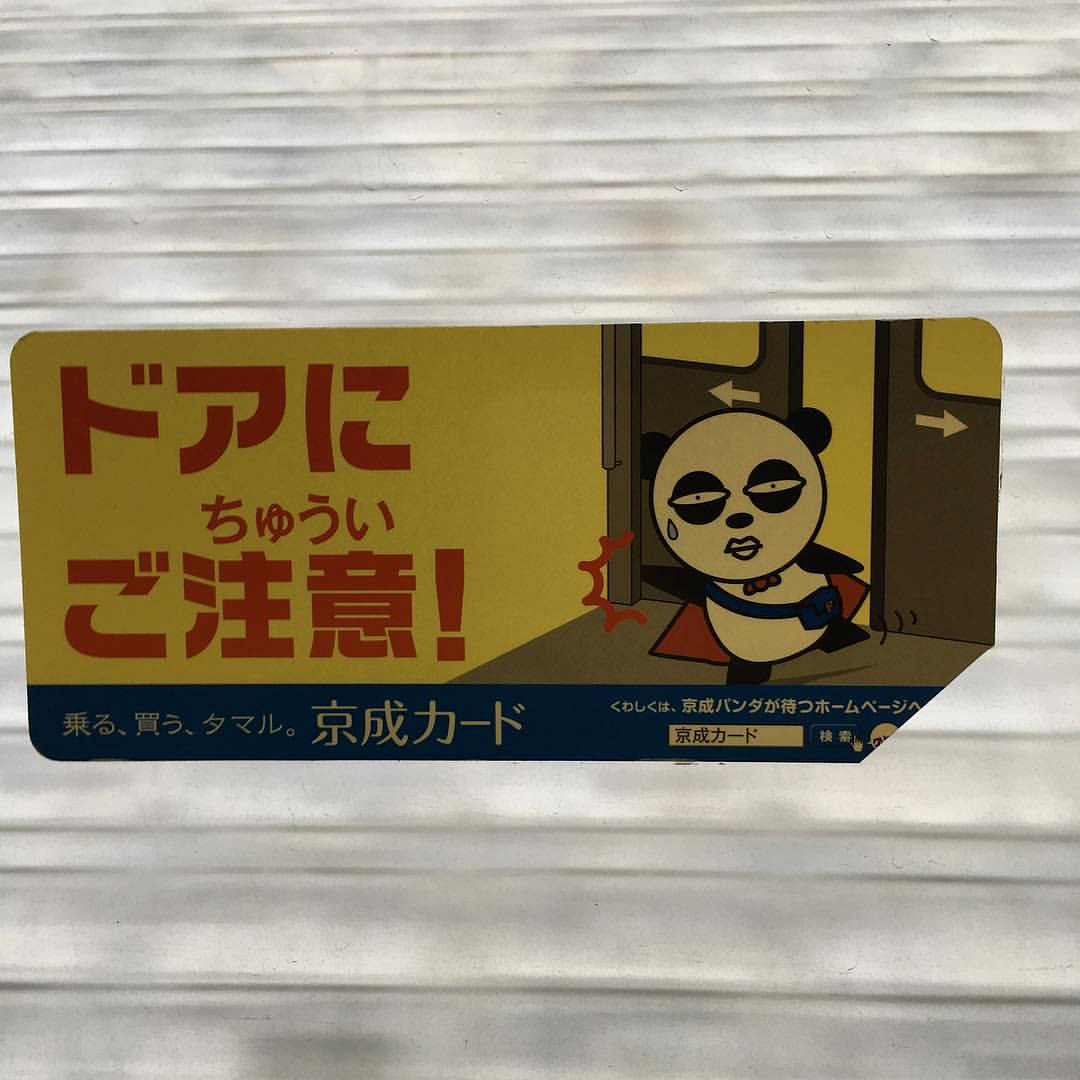 ドアに
ちゅうい
ご注意!
乗る、買う、タマル。京成カード
くわしくは、京成パンダが待つホームページへ
京成カード
検索